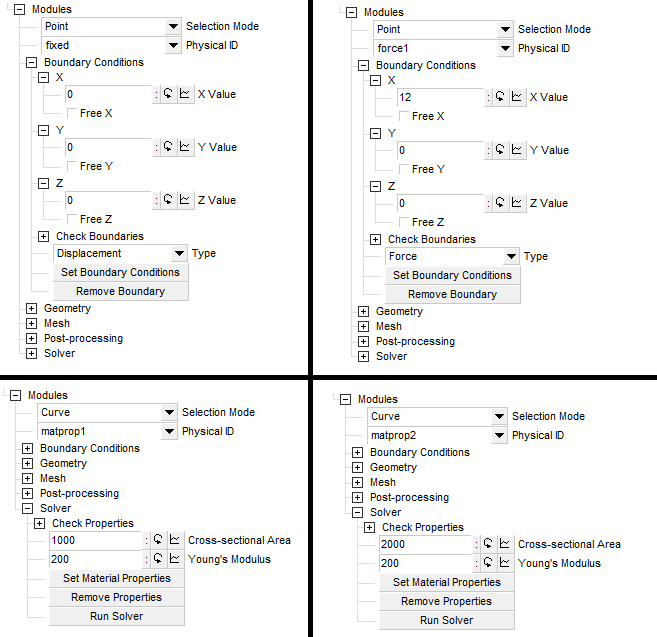 Modules
Point Selection Mode
fixed Physical ID
Boundary Conditions
X
0 : X Value
Free X
Y
0 : Y Value
Free Y
Z
0 : Z Value
Free Z
Check Boundaries
Displacement Type
Set Boundary Conditions
Remove Boundary
Geometry
Mesh
Post-processing
Solver
Modules
Point Selection Mode
force1 Physical ID
Boundary Conditions
X
12 : X Value
Free X
Y
0 : Y Value
Free Y
Z
0 : Z Value
Free Z
Check Boundaries
Force Type
Set Boundary Conditions
Remove Boundary
Geometry
Mesh
Post-processing
Solver
Modules
Curve Selection Mode
matprop1 Physical ID
Boundary Conditions
Geometry
Mesh
Post-processing
Solver
Check Properties
1000 : Cross-sectional Area
200 : Young's Modulus
Set Material Properties
Remove Properties
Run Solver
Modules
Curve Selection Mode
matprop2 Physical ID
Boundary Conditions
Geometry
Mesh
Post-processing
Solver
Check Properties
2000 : Cross-sectional Area
200 : Young's Modulus
Set Material Properties
Remove Properties
Run Solver